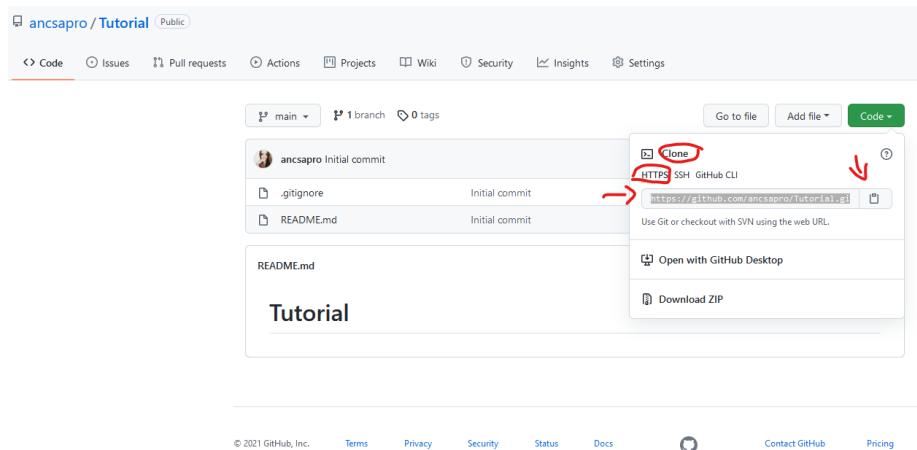 ancsapro / Tutorial Public
Code Issues Pull requests Actions Projects Wiki Security Insights Settings
main 1 branch 0 tags Go to file Add file Code
ancsapro Initial commit
Clone
HTTPS SSH GitHub CLI
.gitignore Initial commit
https://github.com/ancsapro/Tutorial.gi
README.md Initial commit
Use Git or checkout with SVN using the web URL.
Open with GitHub Desktop
README.md
Download ZIP
Tutorial
© 2021 GitHub, Inc. Terms Privacy Security Status Docs Contact GitHub Pricing